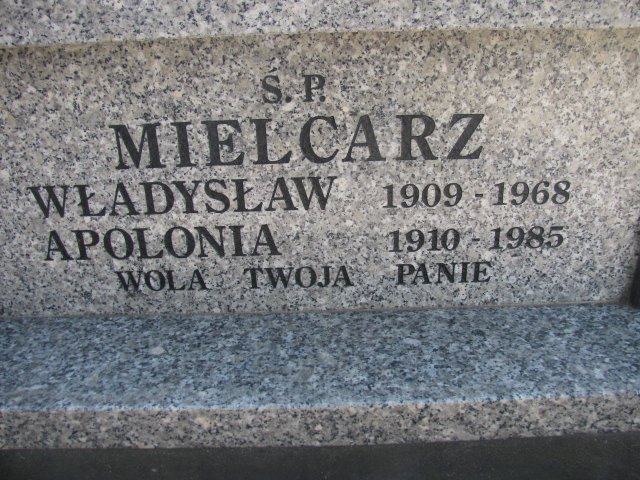 S.P.
MIELCARZ
WŁADYSŁAW 1909-1968
APOLONIA 1910-1985
WOLA TWOJA PANIE